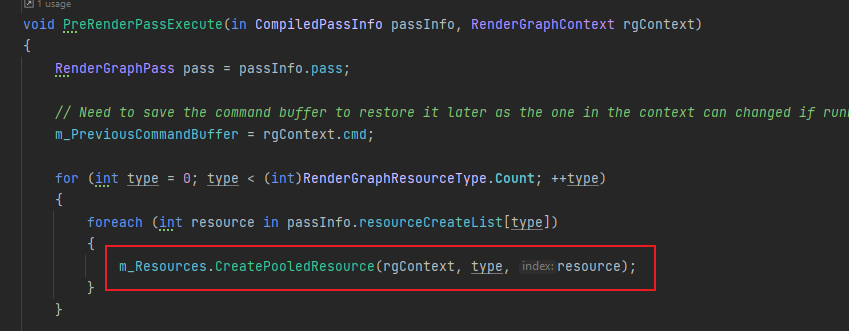 1 usage
void PreRenderPassExecute(in CompiledPassInfo passInfo, RenderGraphContext rgContext)
{
RenderGraphPass pass = passInfo.pass;
// Need to save the command buffer to restore it later as the one in the context can changed if
m_PreviousCommandBuffer = rgContext.cmd;
for (int type = 0; type < (int)RenderGraphResourceType.Count; ++type)
{
foreach (int resource in passInfo.resourceCreateList[type])
{
m_Resources.CreatePooledResource(rgContext, type, index: resource);
}
}